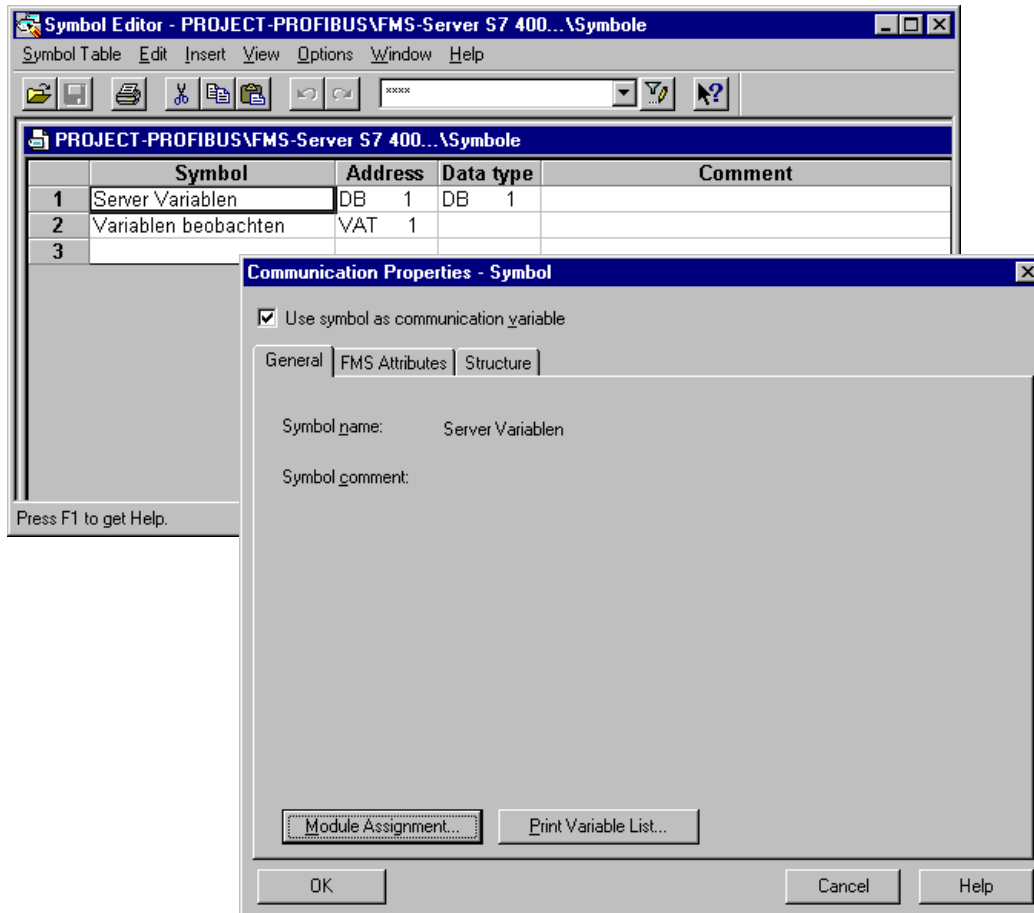 Symbol Editor - PROJECT-PROFIBUS\FMS-Server S7 400...\Symbole
Symbol Table Edit Insert View Options Window Help
xxxx
PROJECT-PROFIBUS\FMS-Server S7 400...\Symbole
Symbol Address Data type Comment
1 Server Variablen DB 1 DB 1
2 Variablen beobachten VAT 1
3
Press F1 to get Help.
Communication Properties - Symbol
Use symbol as communication variable
General FMS Attributes Structure
Symbol name: Server Variablen
Symbol comment:
Module Assignment... Print Variable List...
OK Cancel Help